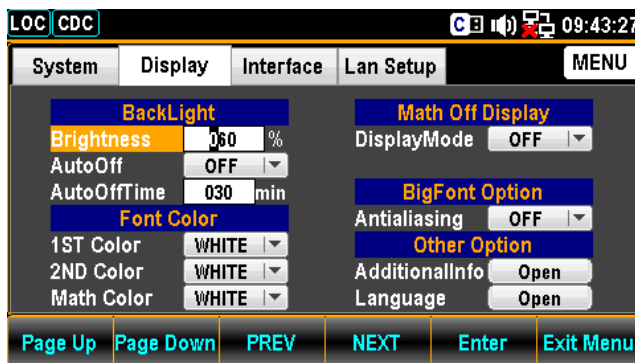 LOC CDC C 09:43:27
System Display Interface Lan Setup MENU
BackLight
Brightness 060 %
AutoOff OFF
AutoOffTime 030 min
Font Color
1ST Color WHITE
2ND Color WHITE
Math Color WHITE
Math Off Display
DisplayMode OFF
BigFont Option
Antialiasing OFF
Other Option
AdditionalInfo Open
Language Open
Page Up Page Down PREV NEXT Enter Exit Menu